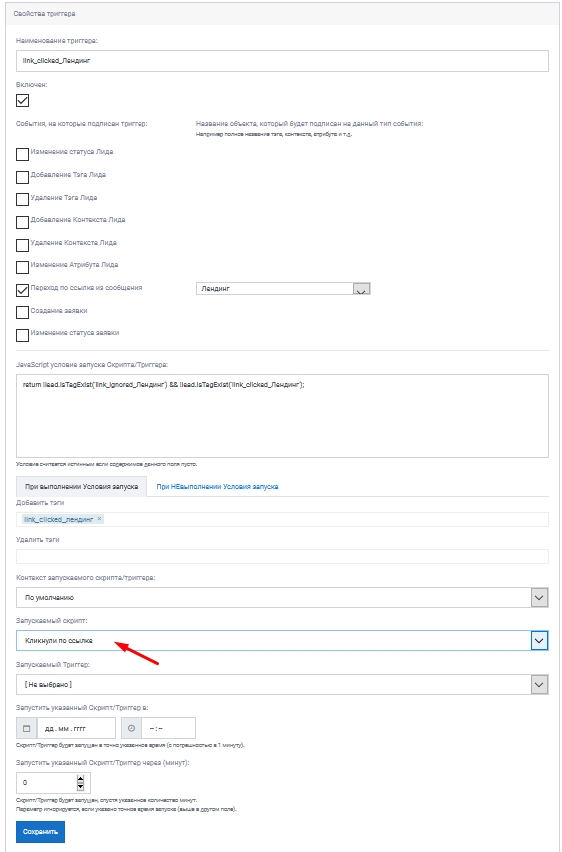 Свойства триггера
Наименование триггера:
link_clicked_Лендинг
Включен:
События, на которые подписан триггер:
Название объекта, который будет подписан на данный тип события:
Например полное название тэга, контекста, атрибута и т.д.
Изменение статуса Лида
Добавление Тэга Лида
Удаление Тэга Лида
Добавление Контекста Лида
Удаление Контекста Лида
Изменение Атрибута Лида
Переход по ссылке из сообщения
Лендинг
Создание заявки
Изменение статуса заявки
JavaScript условие запуска Скрипта/Триггера:
return !lead.isTagExist('link_ignored_Лендинг') && !lead.isTagExist('link_clicked_Лендинг');
Условие считается истинным если содержимое данного поля пусто.
При выполнении Условия запуска
При НЕвыполнении Условия запуска
Добавить тэги
link_clicked_лендинг ×
Удалить тэги
Контекст запускаемого скрипта/триггера:
По умолчанию
Запускаемый скрипт:
Кликнули по ссылке
Запускаемый Триггер:
[ Не выбрано ]
Запустить указанный Скрипт/Триггер в:
дд.мм.гггг
--:--
Скрипт/Триггер будет запущен в точно указанное время (с погрешностью в 1 минуту).
Запустить указанный Скрипт/Триггер через (минут):
0
Скрипт/Триггер будет запущен, спустя указанное количество минут.
Параметр игнорируется, если указано точное время запуска (выше в другом поле).
Сохранить